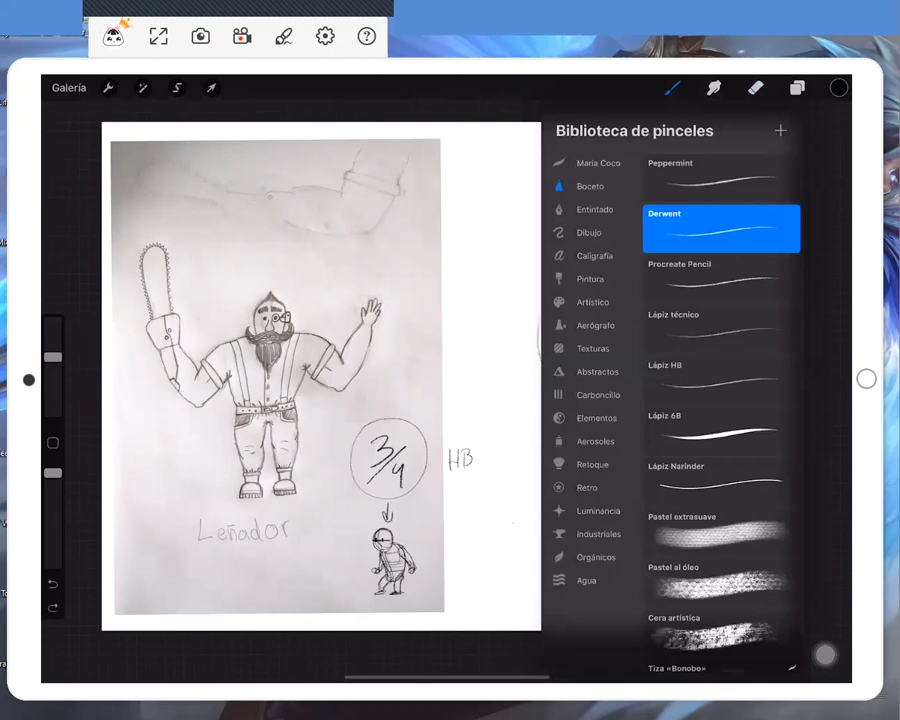 Galería
Biblioteca de pinceles
Maria Coco
Boceto
Entintado
Dibujo
Caligrafía
Pintura
Artístico
Aerógrafo
Texturas
Abstractos
Carboncillo
Elementos
Aerosoles
Retoque
Retro
Luminancia
Industriales
Orgánicos
Agua
Peppermint
Derwent
Procreate Pencil
Lápiz técnico
Lápiz HB
Lápiz 6B
Lápiz Narinder
Pastel extrasuave
Pastel al óleo
Cera artística
Tiza «Bonobo»
3/4
HB
Leñador